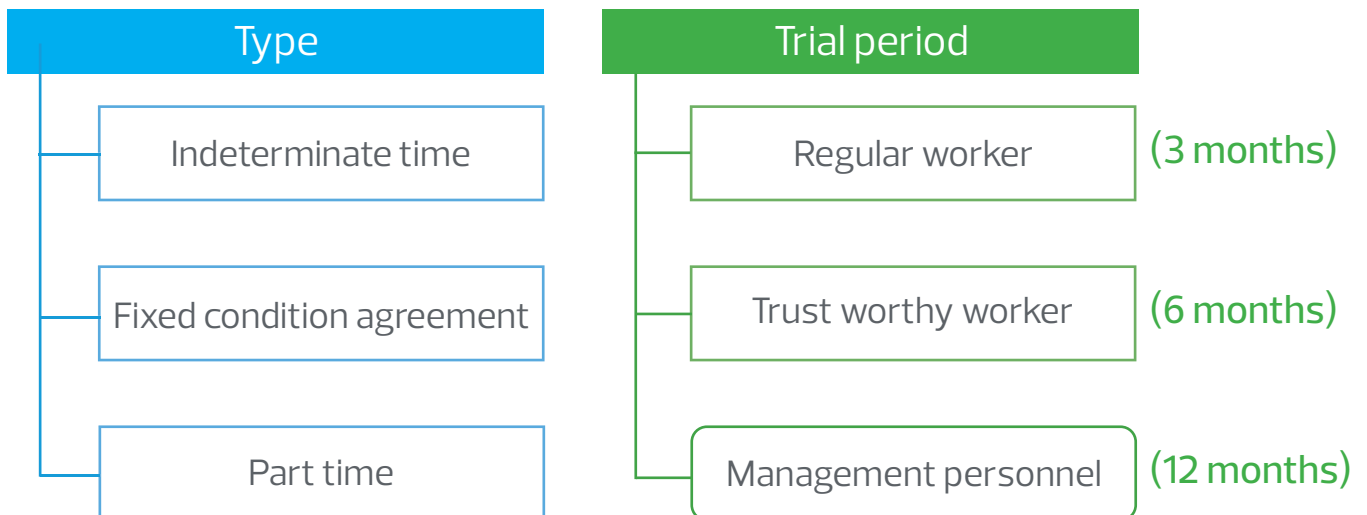 Type
Indeterminate time
Fixed condition agreement
Part time
Trial period
Regular worker
(3 months)
Trust worthy worker
(6 months)
Management personnel
(12 months)